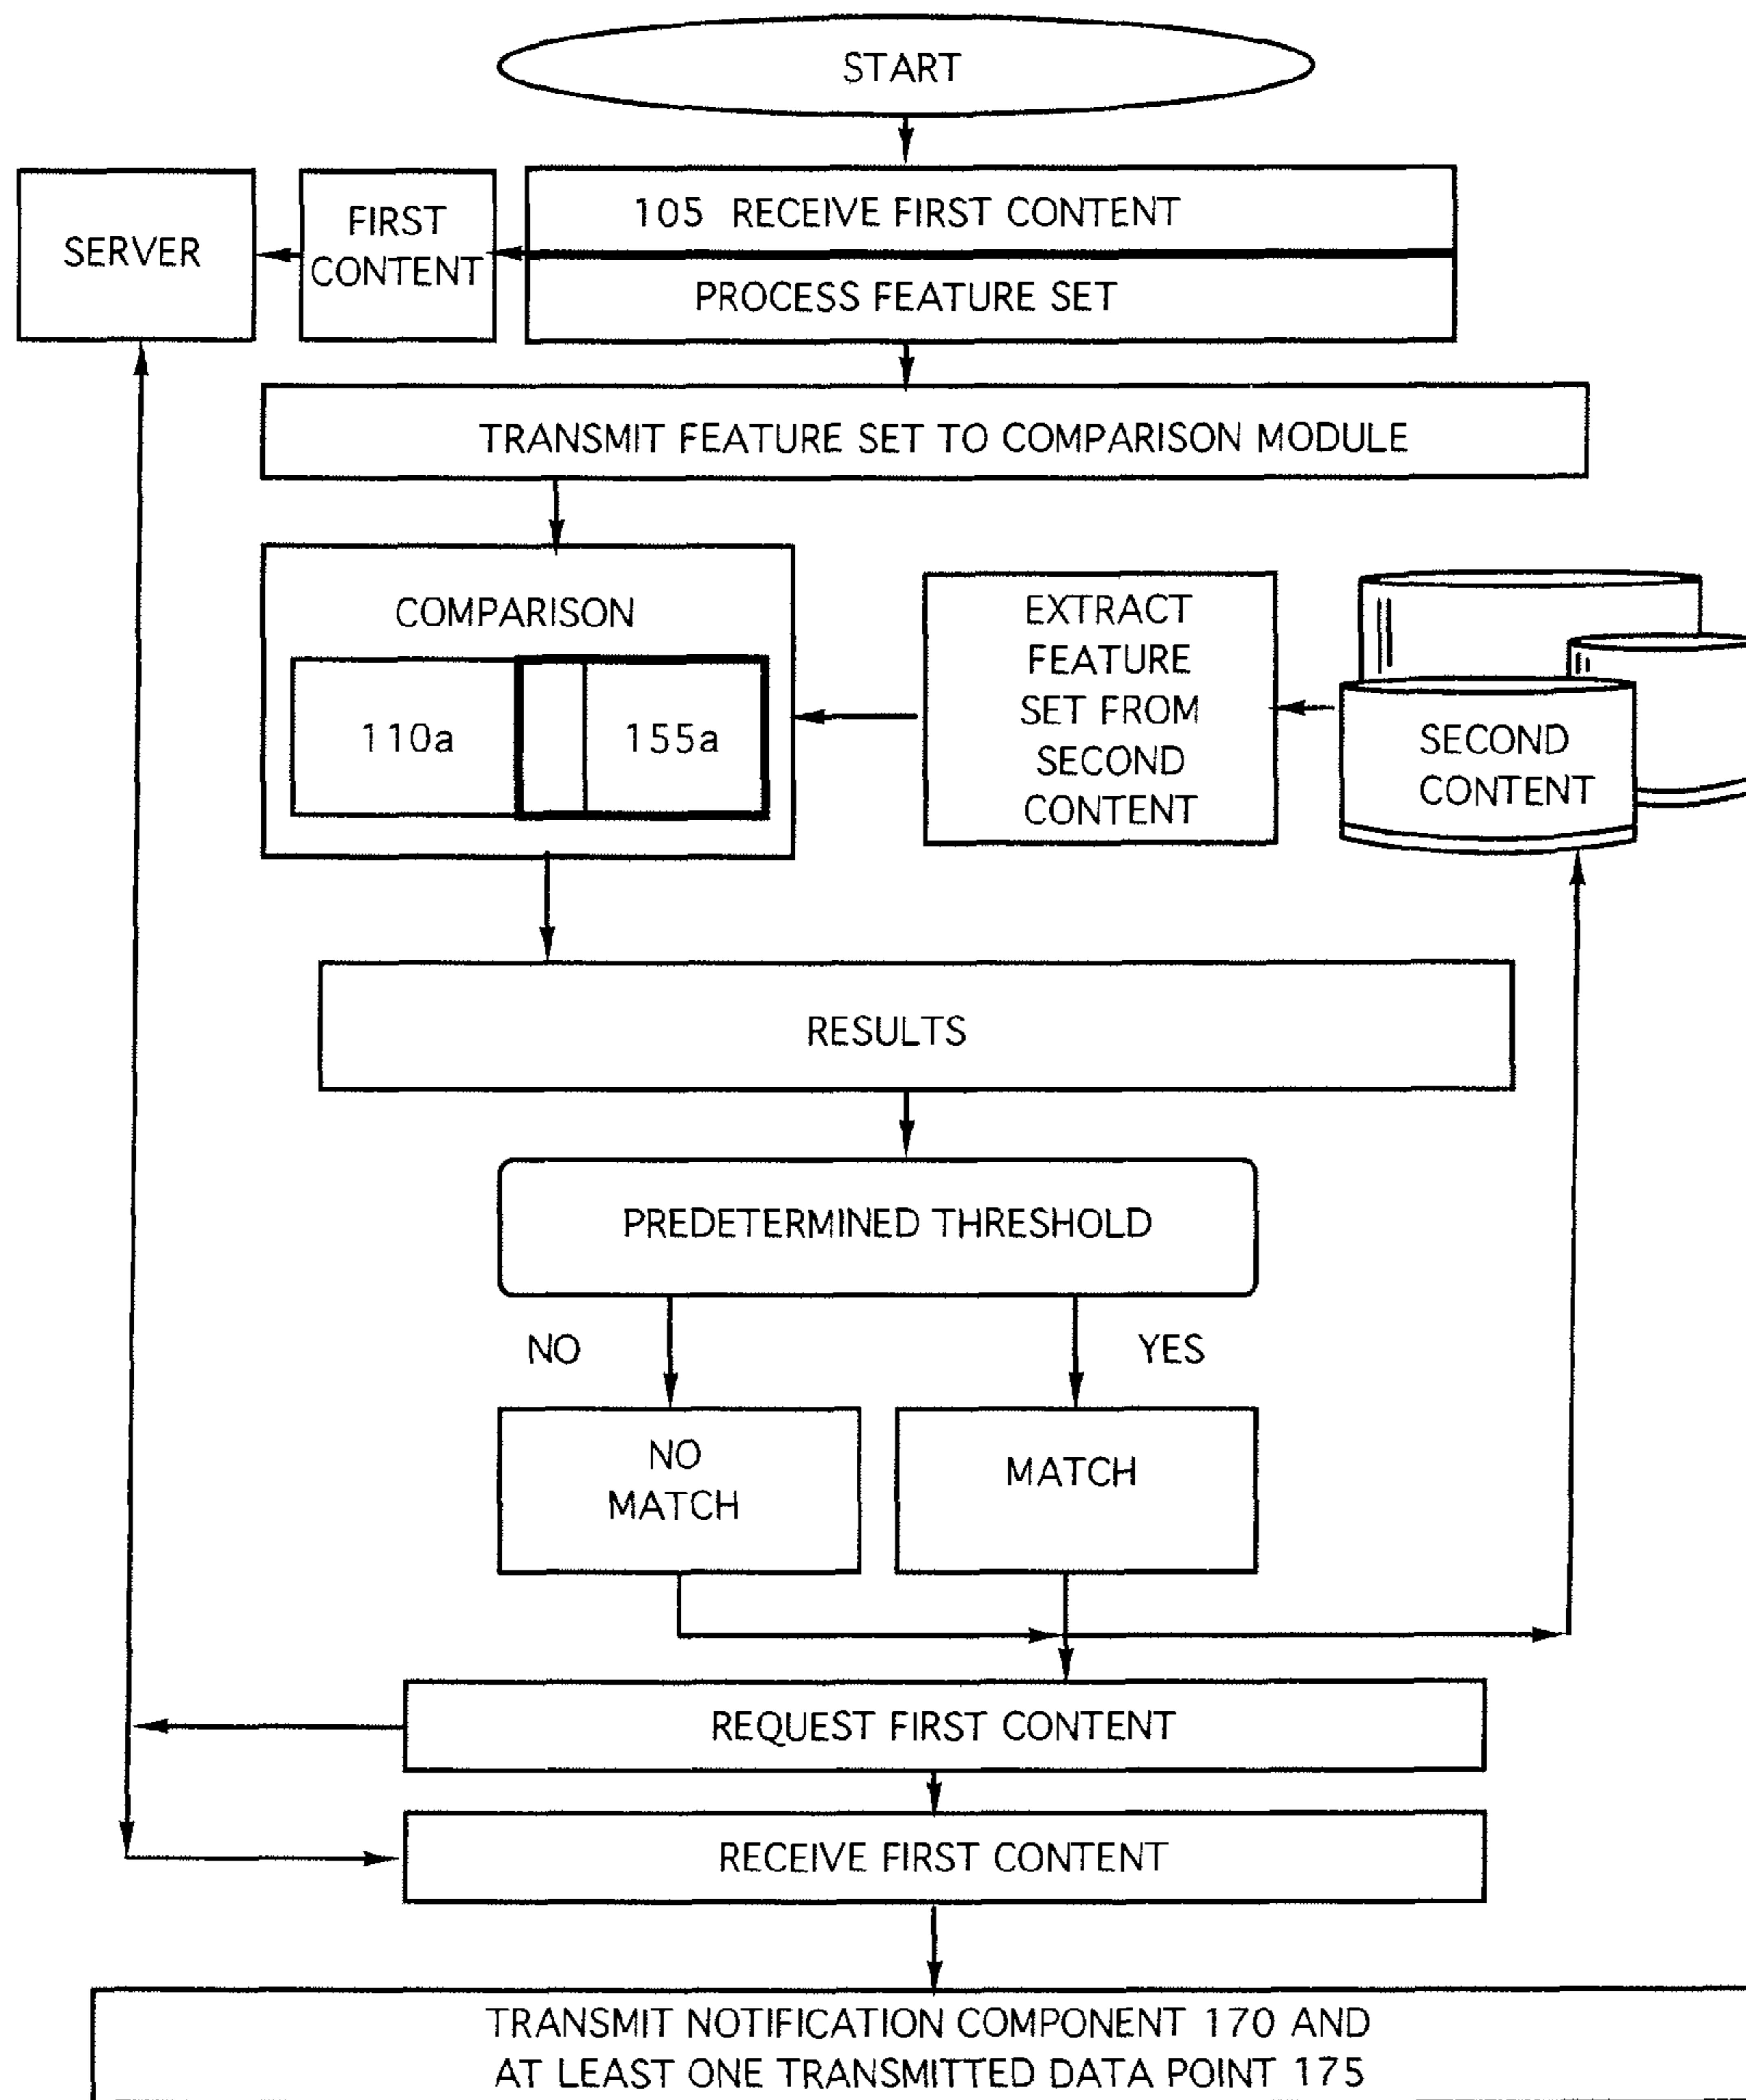 START
105 RECEIVE FIRST CONTENT
PROCESS FEATURE SET
FIRST
CONTENT
SERVER
TRANSMIT FEATURE SET TO COMPARISON MODULE
COMPARISON
110a
155a
EXTRACT
FEATURE
SET FROM
SECOND
CONTENT
SECOND
CONTENT
RESULTS
PREDETERMINED THRESHOLD
NO
YES
NO
MATCH
MATCH
REQUEST FIRST CONTENT
RECEIVE FIRST CONTENT
TRANSMIT NOTIFICATION COMPONENT 170 AND
AT LEAST ONE TRANSMITTED DATA POINT 175